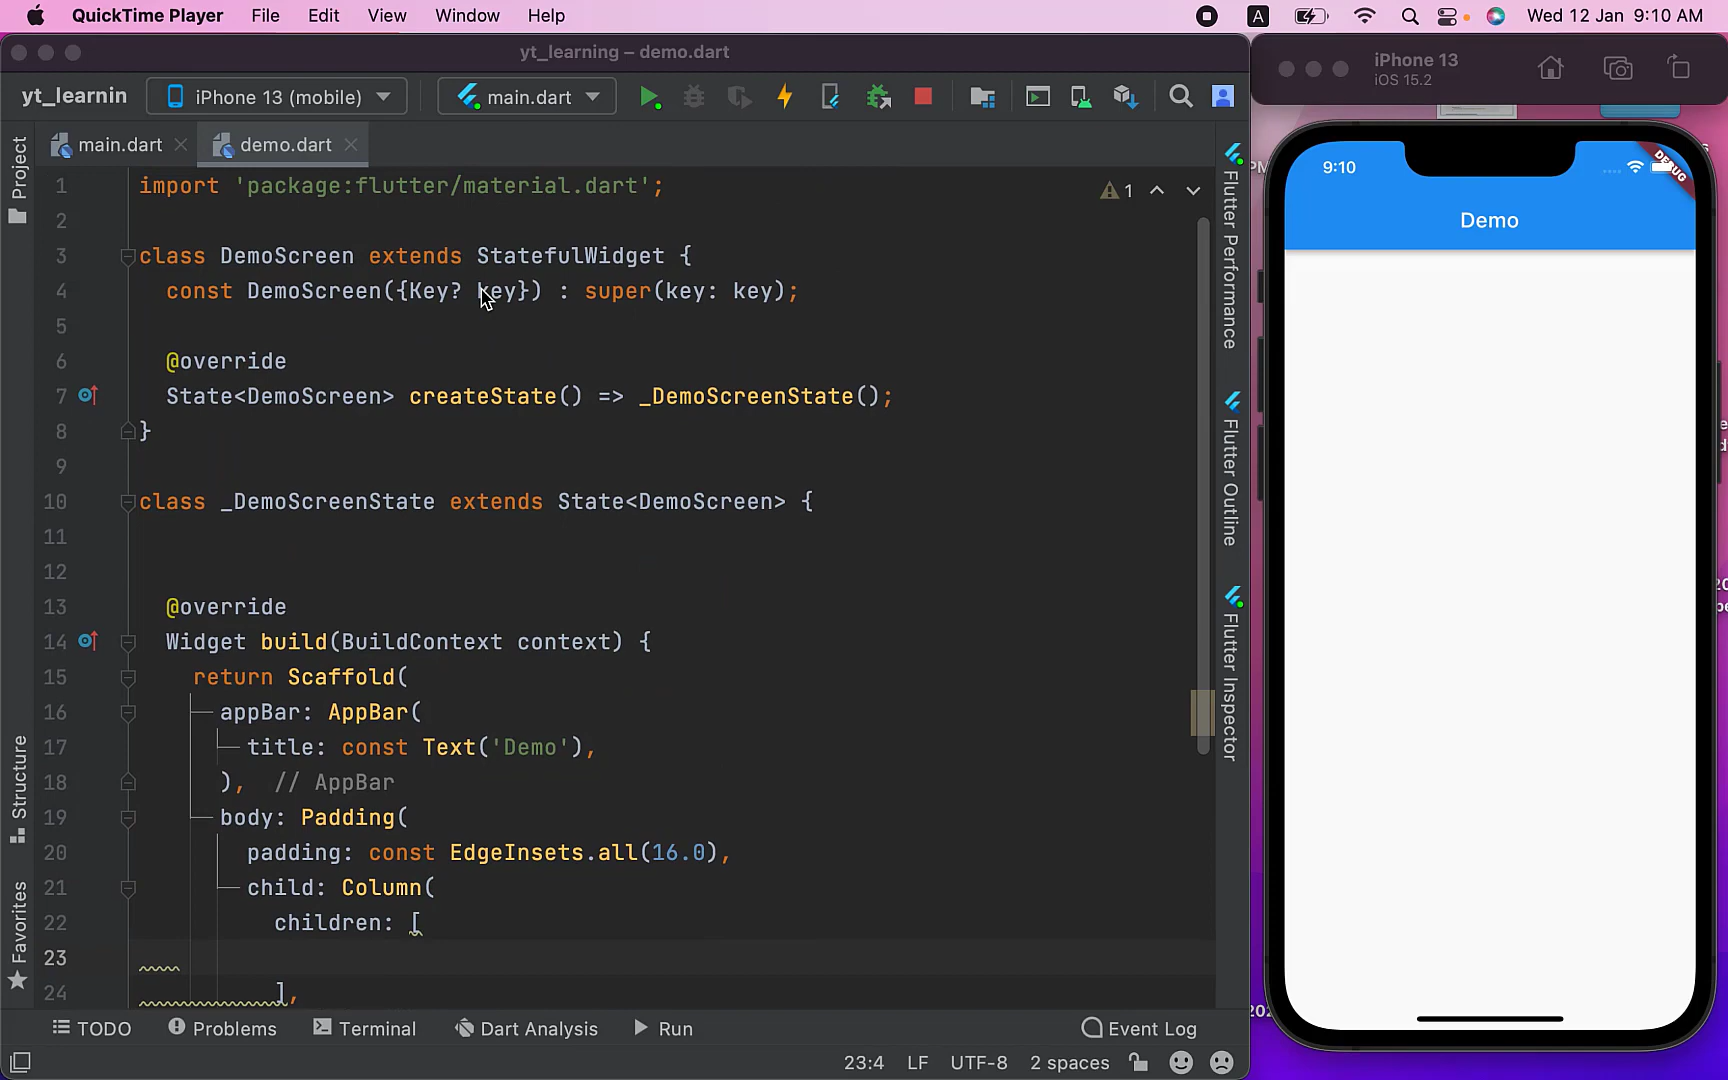 QuickTime Player File Edit View Window Help A Wed 12 Jan 9:10 AM
yt_learning – demo.dart
yt_learnin iPhone 13 (mobile) main.dart
main.dart demo.dart
Project
Structure
Favorites
1 import 'package:flutter/material.dart';
2
3 class DemoScreen extends StatefulWidget {
4 const DemoScreen({Key? key}) : super(key: key);
5
6 @override
7 State<DemoScreen> createState() => _DemoScreenState();
8 }
9
10 class _DemoScreenState extends State<DemoScreen> {
11
12
13 @override
14 Widget build(BuildContext context) {
15 return Scaffold(
16 appBar: AppBar(
17 title: const Text('Demo'),
18 ), // AppBar
19 body: Padding(
20 padding: const EdgeInsets.all(16.0),
21 child: Column(
22 children: [
23
24 ],
1
Flutter Performance
Flutter Outline
Flutter Inspector
TODO Problems Terminal Dart Analysis Run Event Log
23:4 LF UTF-8 2 spaces
iPhone 13
iOS 15.2
9:10
DEBUG
Demo